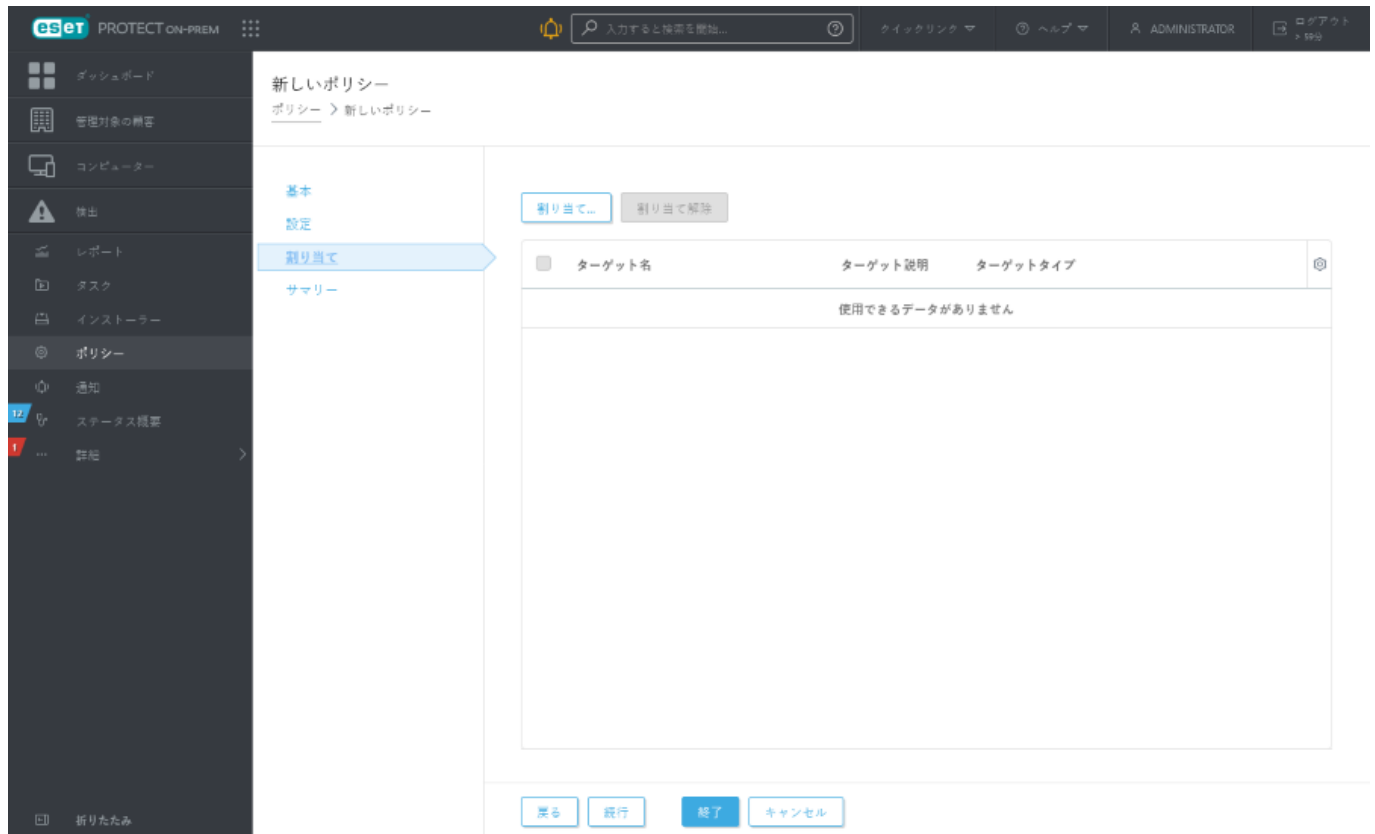 eset PROTECT ON-PREM
入力すると検索を開始...
クイックリンク
ヘルプ
ADMINISTRATOR
ログアウト
> 59分
ダッシュボード
管理対象の顧客
コンピューター
検出
レポート
タスク
インストーラー
ポリシー
通知
12
ステータス概要
1
詳細
折りたたみ
新しいポリシー
ポリシー > 新しいポリシー
基本
設定
割り当て
サマリー
割り当て... 割り当て解除
ターゲット名 ターゲット説明 ターゲットタイプ
使用できるデータがありません
戻る 続行 終了 キャンセル